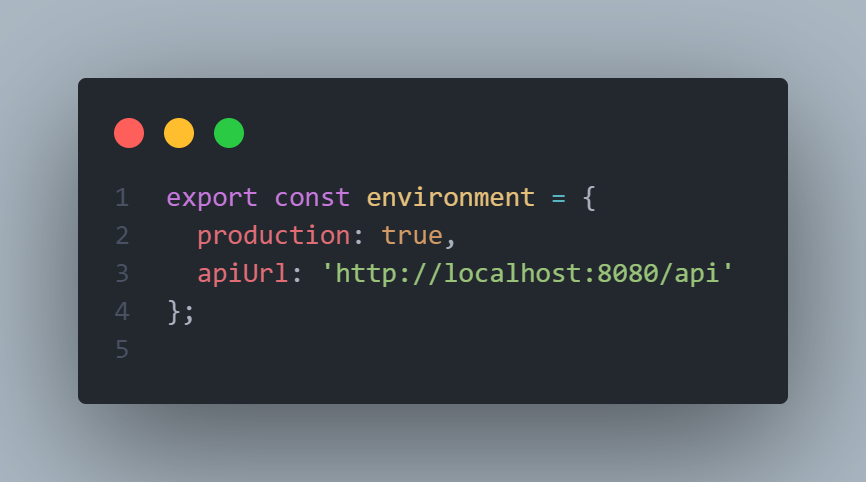 1 export const environment = {
2   production: true,
3   apiUrl: 'http://localhost:8080/api'
4 };
5